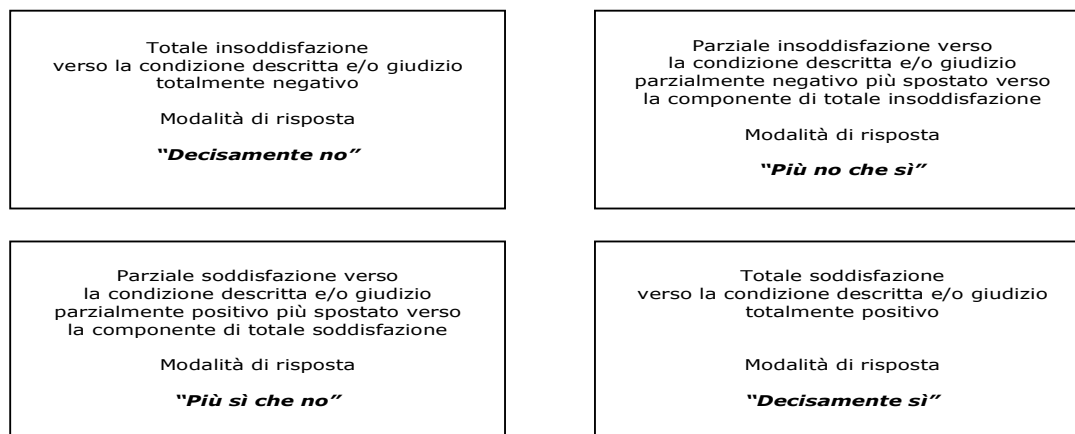 Totale insoddisfazione
verso la condizione descritta e/o giudizio
totalmente negativo
Modalità di risposta
“Decisamente no”
Parziale insoddisfazione verso
la condizione descritta e/o giudizio
parzialmente negativo più spostato verso
la componente di totale insoddisfazione
Modalità di risposta
“Più no che sì”
Parziale soddisfazione verso
la condizione descritta e/o giudizio
parzialmente positivo più spostato verso
la componente di totale soddisfazione
Modalità di risposta
“Più sì che no”
Totale soddisfazione
verso la condizione descritta e/o giudizio
totalmente positivo
Modalità di risposta
“Decisamente sì”